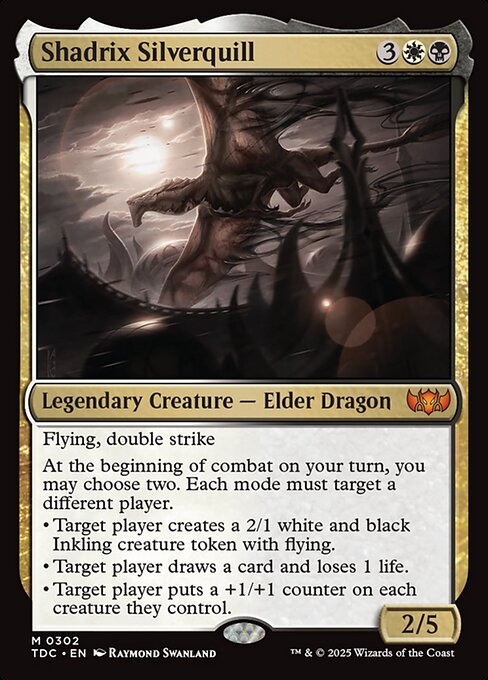 Shadrix Silverquill 3
Legendary Creature — Elder Dragon
Flying, double strike
At the beginning of combat on your turn, you
may choose two. Each mode must target a
different player.
• Target player creates a 2/1 white and black
Inkling creature token with flying.
• Target player draws a card and loses 1 life.
• Target player puts a +1/+1 counter on each
creature they control.
2/5
M 0302
TDC • EN Raymond Swanland ™ & © 2025 Wizards of the Coast